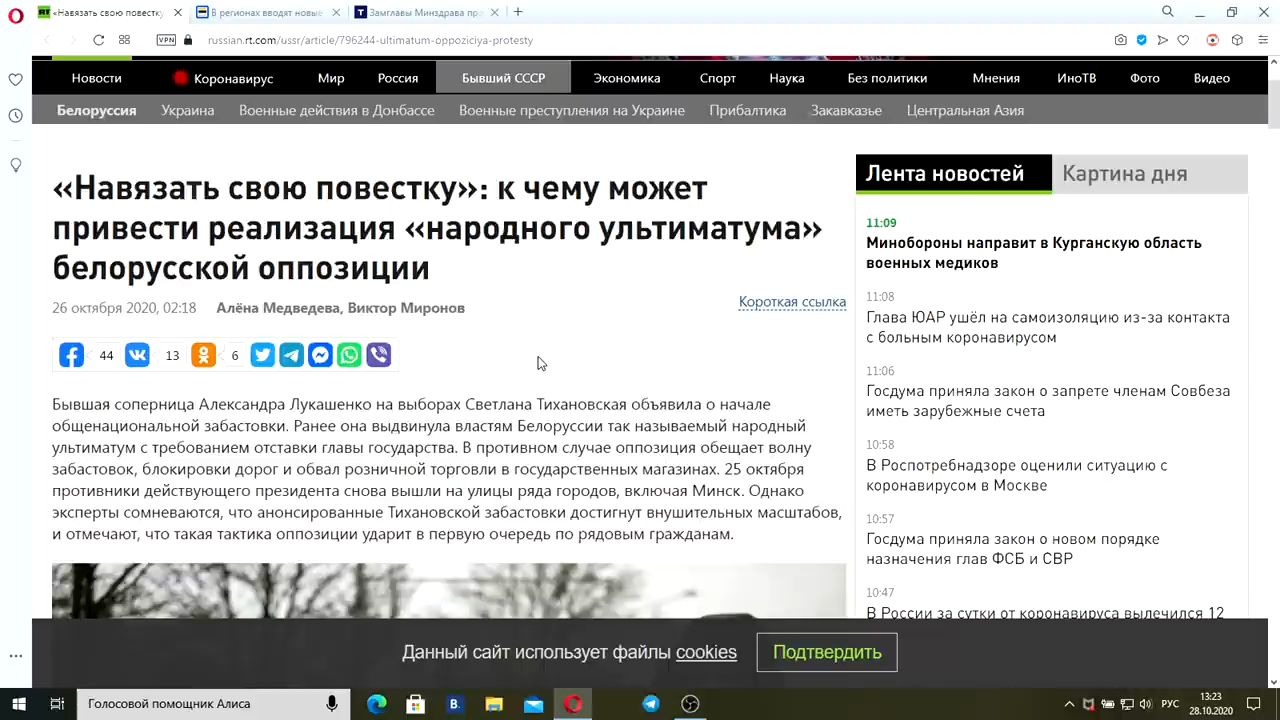 «Навязать свою повестку
В регионах вводят новые
Замглавы Минздрава пр
VPN
russian.rt.com/ussr/article/796244-ultimatum-oppoziciya-protesty
Новости
Коронавирус
Мир
Россия
Бывший СССР
Экономика
Спорт
Наука
Без политики
Мнения
ИноТВ
Фото
Видео
Белоруссия
Украина
Военные действия в Донбассе
Военные преступления на Украине
Прибалтика
Закавказье
Центральная Азия
«Навязать свою повестку»: к чему может
привести реализация «народного ультиматума»
белорусской оппозиции
26 октября 2020, 02:18
Алёна Медведева, Виктор Миронов
Короткая ссылка
44
13
6
Бывшая соперница Александра Лукашенко на выборах Светлана Тихановская объявила о начале
общенациональной забастовки. Ранее она выдвинула властям Белоруссии так называемый народный
ультиматум с требованием отставки главы государства. В противном случае оппозиция обещает волну
забастовок, блокировки дорог и обвал розничной торговли в государственных магазинах. 25 октября
противники действующего президента снова вышли на улицы ряда городов, включая Минск. Однако
эксперты сомневаются, что анонсированные Тихановской забастовки достигнут внушительных масштабов,
и отмечают, что такая тактика оппозиции ударит в первую очередь по рядовым гражданам.
Лента новостей
Картина дня
11:09
Минобороны направит в Курганскую область
военных медиков
11:08
Глава ЮАР ушёл на самоизоляцию из-за контакта
с больным коронавирусом
11:06
Госдума приняла закон о запрете членам Совбеза
иметь зарубежные счета
10:58
В Роспотребнадзоре оценили ситуацию с
коронавирусом в Москве
10:57
Госдума приняла закон о новом порядке
назначения глав ФСБ и СВР
10:47
В России за сутки от коронавируса вылечился 12
Данный сайт использует файлы cookies
Подтвердить
Голосовой помощник Алиса
РУС
13:23
28.10.2020